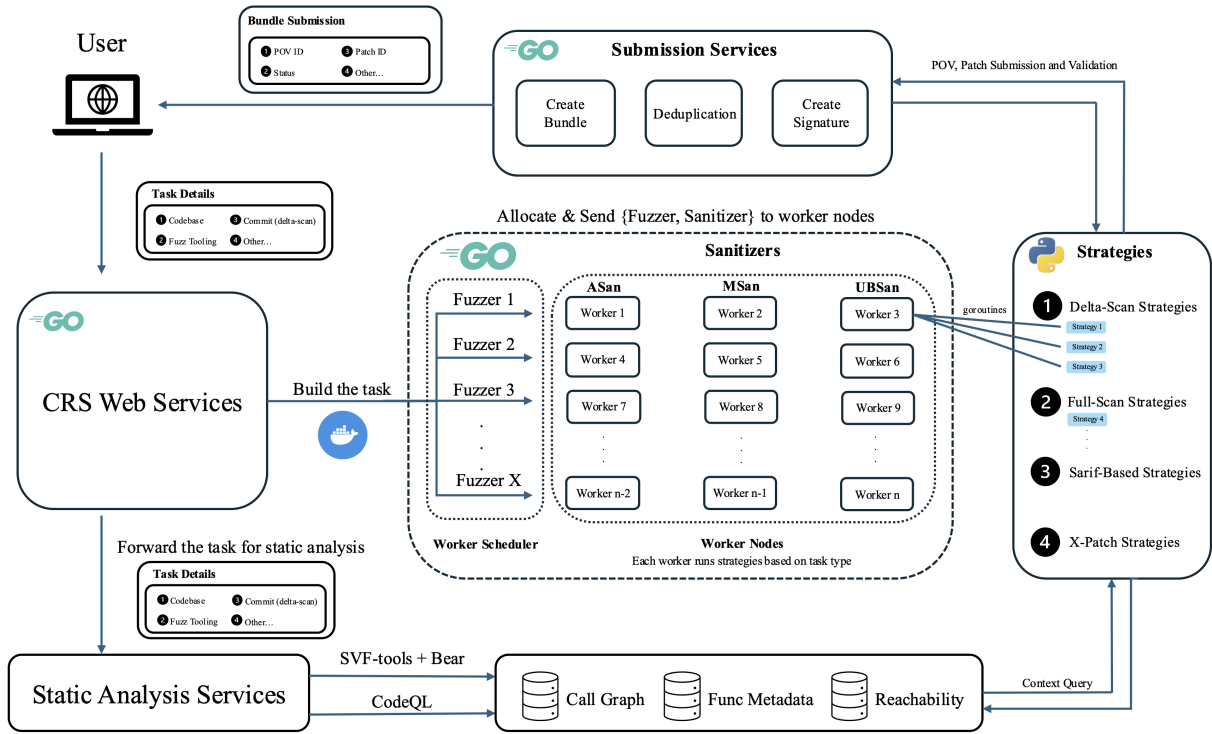 User
Bundle Submission
1 POV ID
3 Patch ID
2 Status
4 Other...
GO
Submission Services
Create Bundle
Deduplication
Create Signature
POV, Patch Submission and Validation
Task Details
1 Codebase
3 Commit (delta-scan)
2 Fuzz Tooling
4 Other...
GO
CRS Web Services
Build the task
Allocate & Send {Fuzzer, Sanitizer} to worker nodes
GO
Fuzzer 1
Fuzzer 2
Fuzzer 3
.
.
.
Fuzzer X
Worker Scheduler
Sanitizers
ASan
MSan
UBSan
Worker 1
Worker 2
Worker 3
Worker 4
Worker 5
Worker 6
Worker 7
Worker 8
Worker 9
Worker n-2
Worker n-1
Worker n
Worker Nodes
Each worker runs strategies based on task type
goroutines
Strategies
1 Delta-Scan Strategies
Strategy 1
Strategy 2
Strategy 3
2 Full-Scan Strategies
Strategy 4
3 Sarif-Based Strategies
4 X-Patch Strategies
Forward the task for static analysis
Task Details
1 Codebase
3 Commit (delta-scan)
2 Fuzz Tooling
4 Other...
Static Analysis Services
SVF-tools + Bear
CodeQL
Call Graph
Func Metadata
Reachability
Context Query